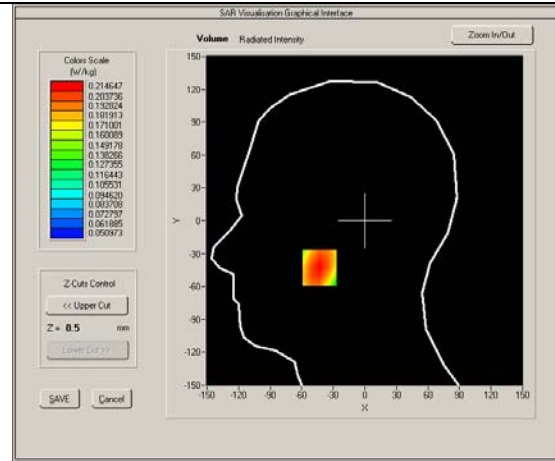 SAR Visualisation Graphical Interface
Volume Radiated Intensity
Zoom In/Out
Colors Scale
(W/kg)
0.214647
0.203736
0.192824
0.181913
0.171001
0.160089
0.149178
0.138266
0.127355
0.116443
0.105531
0.094620
0.083708
0.072797
0.061885
0.050973
Z-Cuts Control
<< Upper Cut
Z = 0.5 mm
Lower Cut >>
SAVE Cancel
150-
120-
90-
60-
30-
Y 0-
-30-
-60-
-90-
-120-
-150-
-150 -120 -90 -60 -30 0 30 60 90 120 150
X